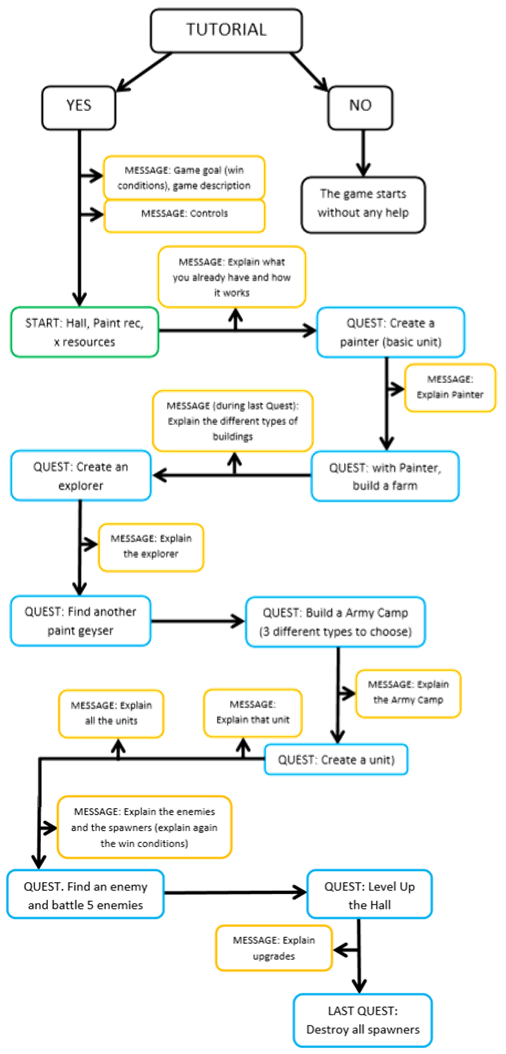 TUTORIAL
YES
NO
MESSAGE: Game goal (win
conditions), game description
MESSAGE: Controls
The game starts
without any help
MESSAGE: Explain what
you already have and how
it works
START: Hall, Paint rec,
x resources
QUEST: Create a
painter (basic unit)
MESSAGE:
Explain Painter
MESSAGE (during last Quest):
Explain the different types of
buildings
QUEST: Create an
explorer
QUEST: with Painter,
build a farm
MESSAGE: Explain
the explorer
QUEST: Find another
paint geyser
QUEST: Build a Army Camp
(3 different types to choose)
MESSAGE: Explain
the Army Camp
MESSAGE: Explain
all the units
MESSAGE:
Explain that unit
QUEST: Create a unit)
MESSAGE: Explain the enemies
and the spawners (explain again
the win conditions)
QUEST. Find an enemy
and battle 5 enemies
QUEST: Level Up
the Hall
MESSAGE: Explain
upgrades
LAST QUEST:
Destroy all spawners